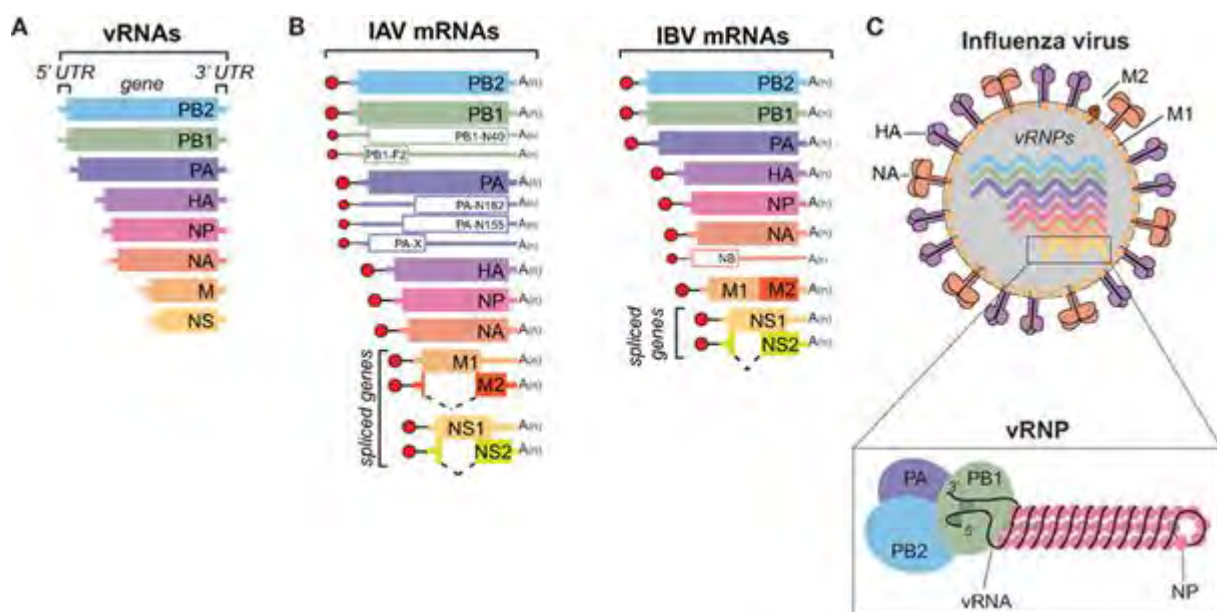 A
vRNAs
5' UTR
3' UTR
gene
PB2
PB1
PA
HA
NP
NA
M
NS
B
IAV mRNAs
PB2 A(n)
PB1 A(n)
PB1-N40 A(n)
PB1-F2 A(n)
PA A(n)
PA-N182 A(n)
PA-N155 A(n)
PA-X A(n)
HA A(n)
NP A(n)
NA A(n)
spliced genes
M1 A(n)
M2 A(n)
NS1 A(n)
NS2 A(n)
IBV mRNAs
PB2 A(n)
PB1 A(n)
PA A(n)
HA A(n)
NP A(n)
NA A(n)
NB A(n)
M1 M2 A(n)
spliced genes
NS1 A(n)
NS2 A(n)
C
Influenza virus
M2
M1
HA
vRNPs
NA
vRNP
PA
PB1
3'
5'
PB2
vRNA
NP